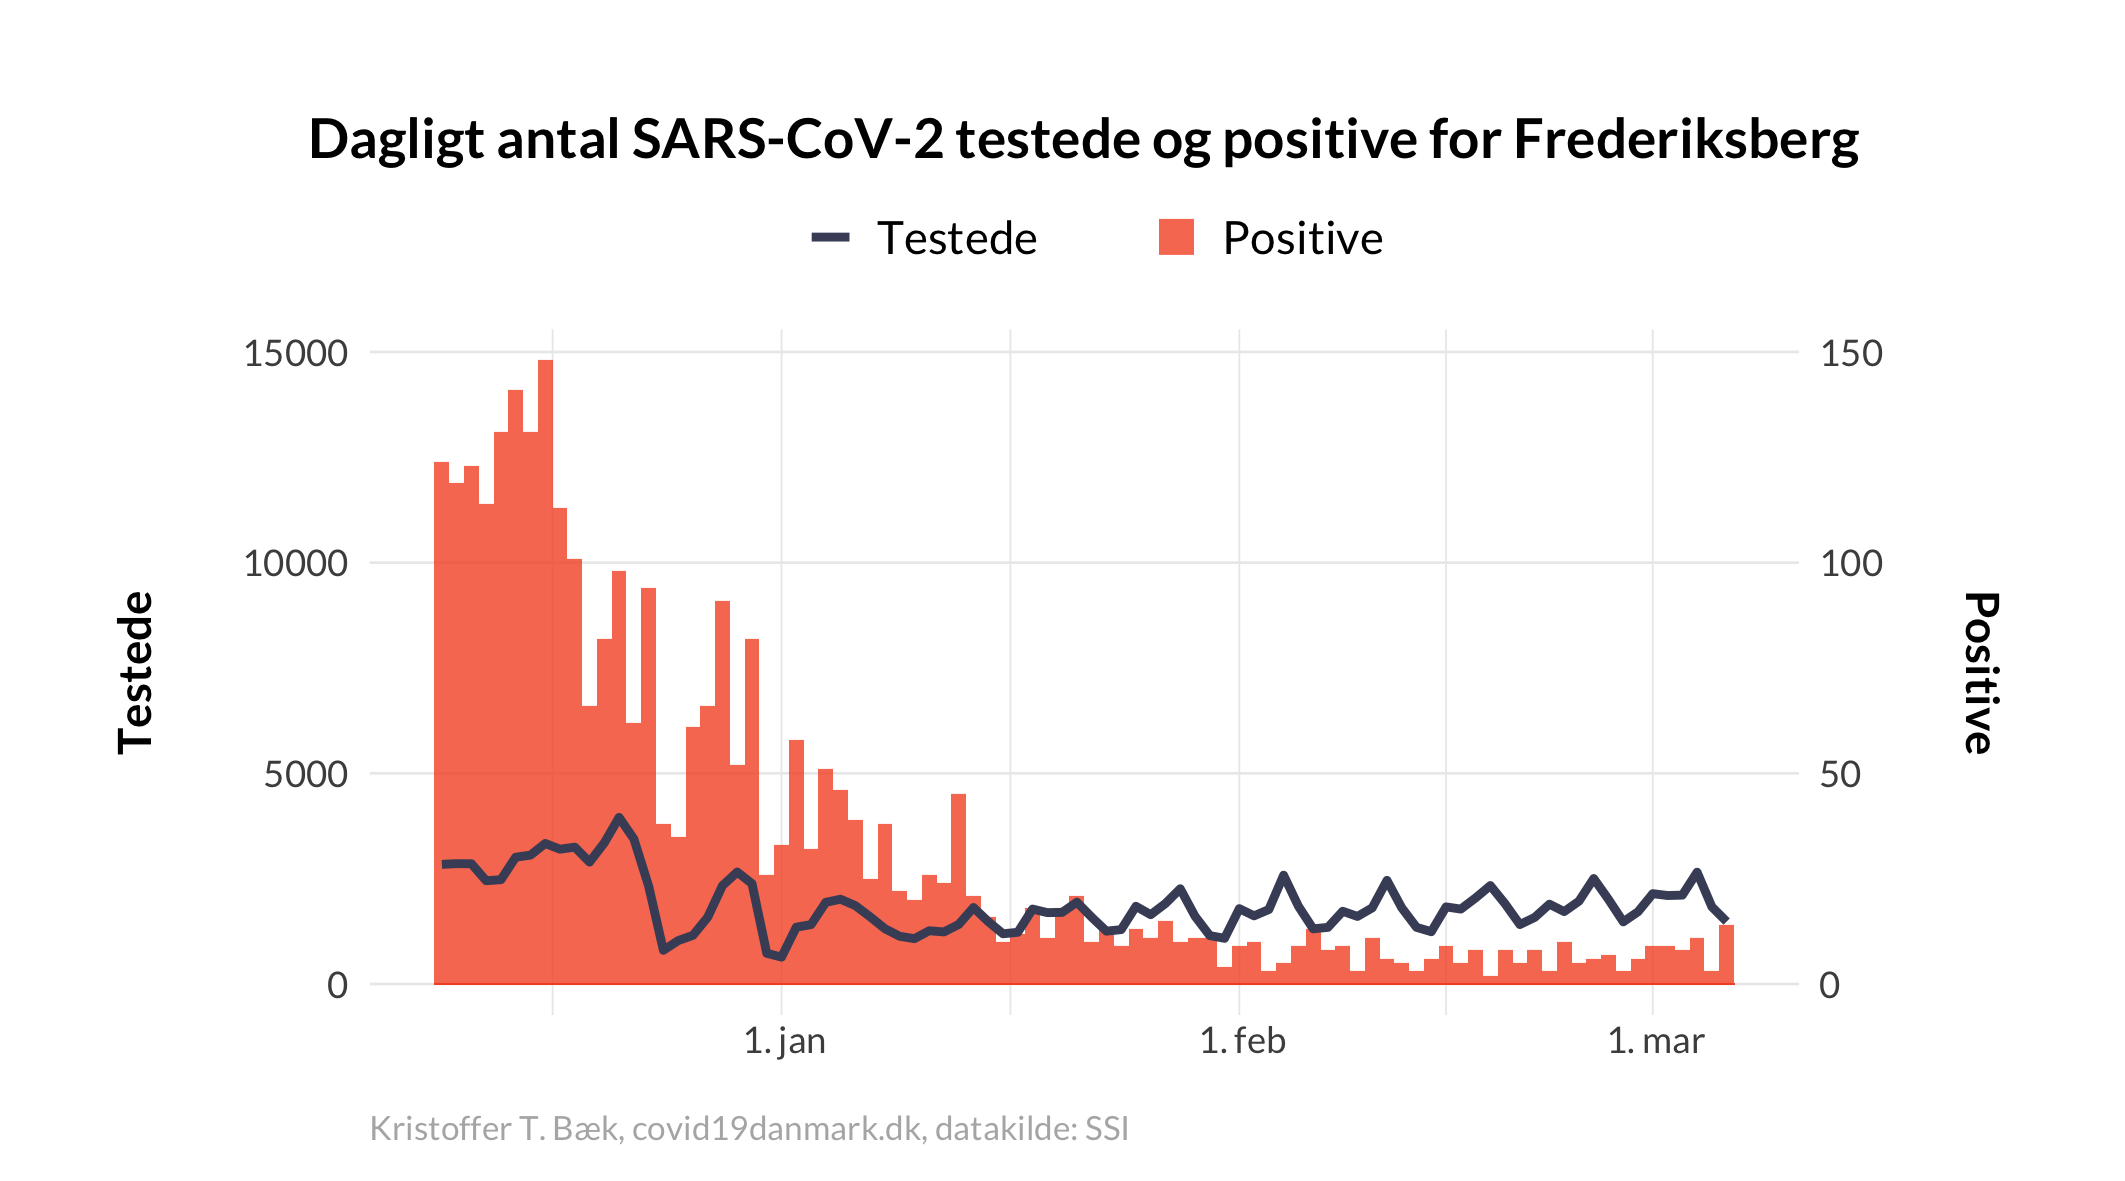 Dagligt antal SARS-CoV-2 testede og positive for Frederiksberg
Testede
Positive
15000
10000
5000
0
Testede
150
100
50
0
Positive
1. jan
1. feb
1. mar
Kristoffer T. Bæk, covid19danmark.dk, datakilde: SSI